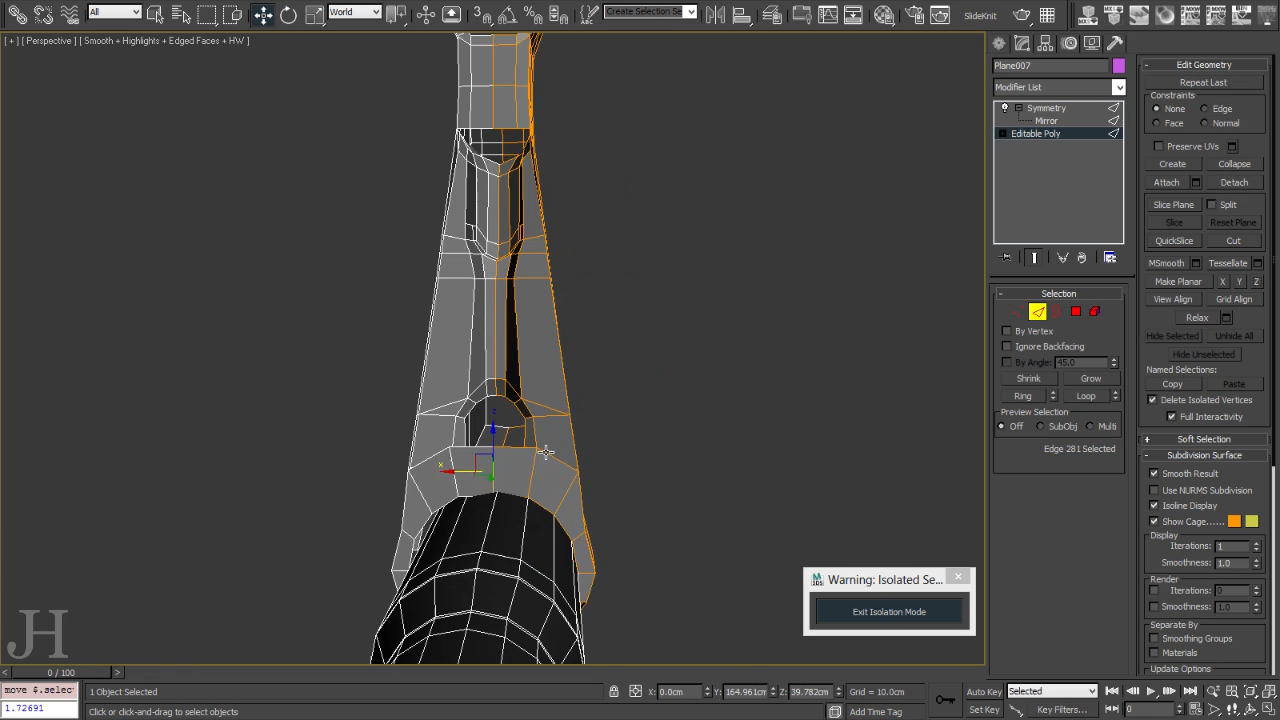 All
World
Create Selection Se
SlideKnit
[ + ] [ Perspective ] [ Smooth + Highlights + Edged Faces + HW ]
Plane007
Modifier List
Symmetry
Mirror
Editable Poly
Selection
By Vertex
Ignore Backfacing
By Angle: 45.0
Shrink Grow
Ring Loop
Preview Selection
Off SubObj Multi
Edge 281 Selected
Edit Geometry
Repeat Last
Constraints
None Edge
Face Normal
Preserve UVs
Create Collapse
Attach Detach
Slice Plane Split
Slice Reset Plane
QuickSlice Cut
MSmooth Tessellate
Make Planar X Y Z
View Align Grid Align
Relax
Hide Selected Unhide All
Hide Unselected
Named Selections:
Copy Paste
Delete Isolated Vertices
Full Interactivity
Soft Selection
Subdivision Surface
Smooth Result
Use NURMS Subdivision
Isoline Display
Show Cage......
Display
Iterations: 1
Smoothness: 1.0
Render
Iterations: 0
Smoothness: 1.0
Separate By
Smoothing Groups
Materials
Update Options
z
x
Warning: Isolated Se...
Exit Isolation Mode
JH
0 / 100
move $.selec
1.72691
1 Object Selected
X: 0.0cm Y: 164.961cm Z: 39.782cm Grid = 10.0cm
Click or click-and-drag to select objects
Add Time Tag
Auto Key Selected
Set Key Key Filters...
0